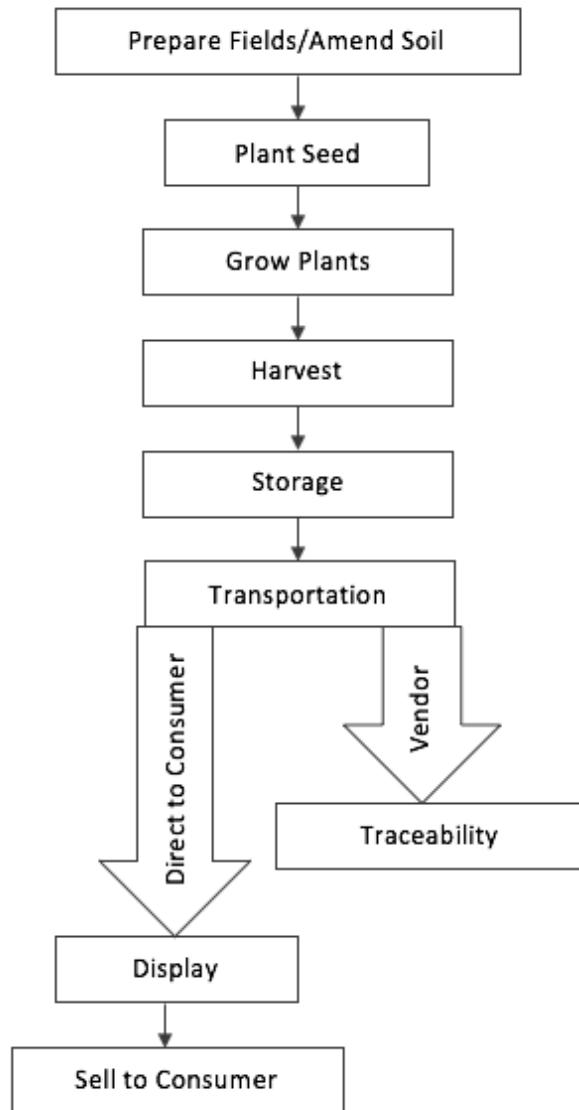 Prepare Fields/Amend Soil
Plant Seed
Grow Plants
Harvest
Storage
Transportation
Direct to Consumer
Vendor
Traceability
Display
Sell to Consumer